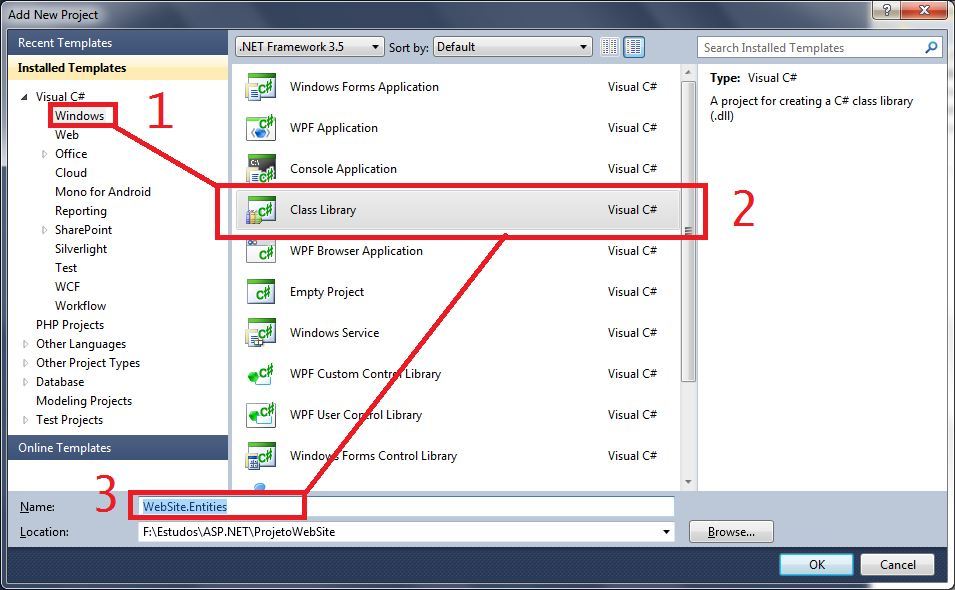 Add New Project
?
Recent Templates
.NET Framework 3.5 Sort by: Default
Search Installed Templates
Installed Templates
Visual C#
Windows
Web
Office
Cloud
Mono for Android
Reporting
SharePoint
Silverlight
Test
WCF
Workflow
PHP Projects
Other Languages
Other Project Types
Database
Modeling Projects
Test Projects
Online Templates
1
Windows Forms Application Visual C#
WPF Application Visual C#
Console Application Visual C#
Class Library Visual C#
2
WPF Browser Application Visual C#
Empty Project Visual C#
Windows Service Visual C#
WPF Custom Control Library Visual C#
WPF User Control Library Visual C#
Windows Forms Control Library Visual C#
Type: Visual C#
A project for creating a C# class library
(.dll)
3
Name: WebSite.Entities
Location: F:\Estudos\ASP.NET\ProjetoWebSite Browse...
OK Cancel